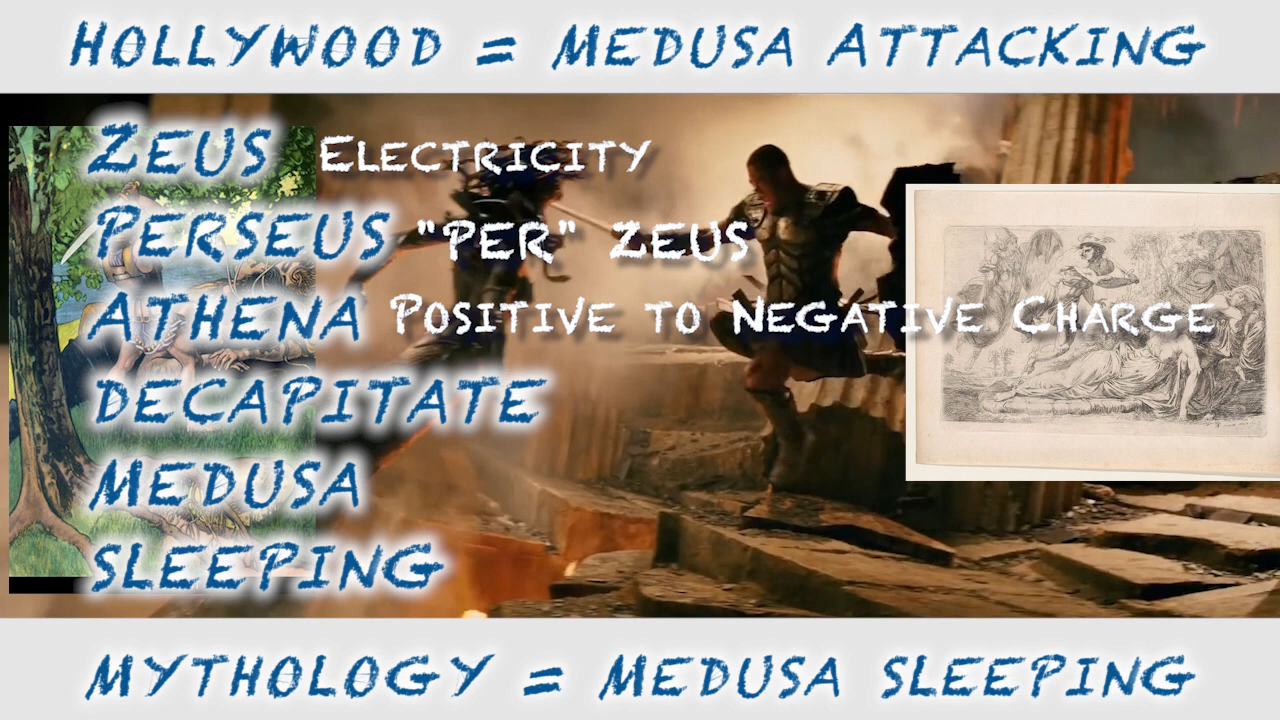 HOLLYWOOD = MEDUSA ATTACKING
ZEUS ELECTRICITY
PERSEUS "PER" ZEUS
ATHENA POSITIVE TO NEGATIVE CHARGE
DECAPITATE
MEDUSA
SLEEPING
MYTHOLOGY = MEDUSA SLEEPING